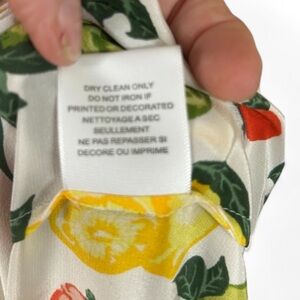 DRY CLEAN ONLY
DO NOT IRON IF
PRINTED OR DECORATED
NETTOYAGE A SEC
SEULLEMENT
NE PAS REPASSER SI
DECORE OU IMPRIME